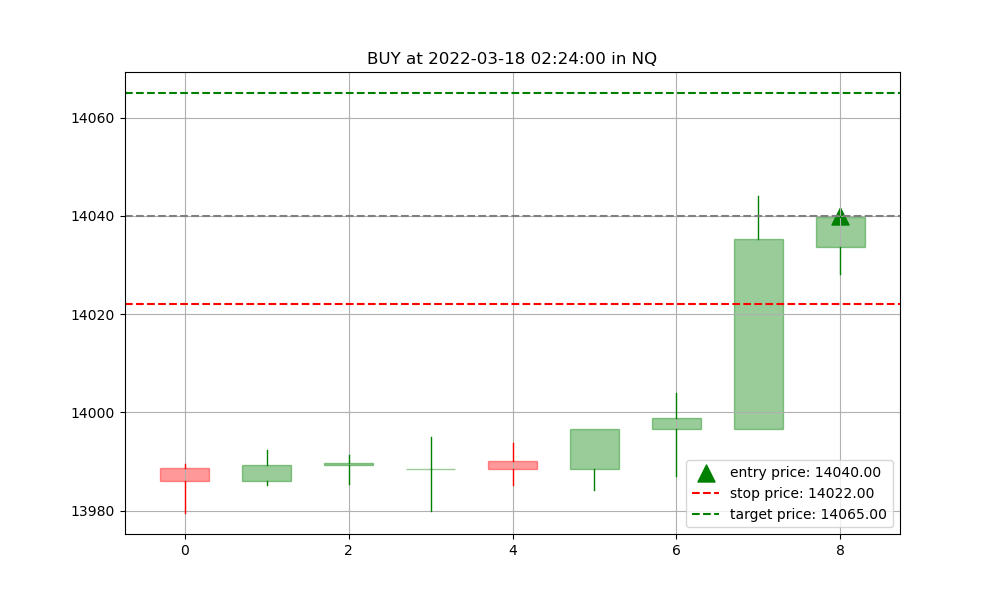 BUY at 2022-03-18 02:24:00 in NQ
14060
14040
14020
14000
13980
entry price: 14040.00
stop price: 14022.00
target price: 14065.00
0 2 4 6 8